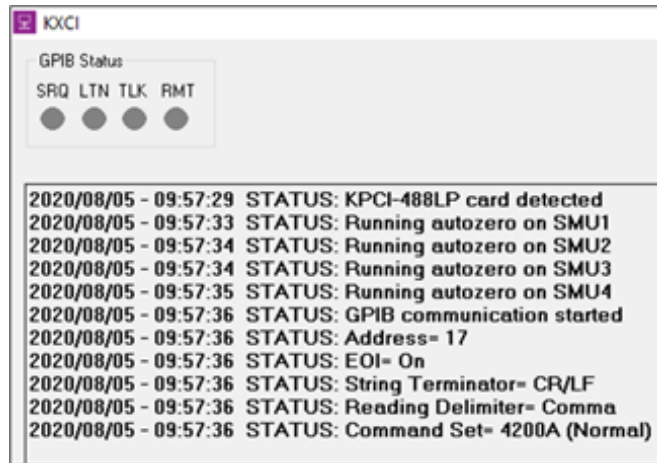 KXCI
GPIB Status
SRQ LTN TLK RMT
2020/08/05 - 09:57:29 STATUS: KPCI-488LP card detected
2020/08/05 - 09:57:33 STATUS: Running autozero on SMU1
2020/08/05 - 09:57:34 STATUS: Running autozero on SMU2
2020/08/05 - 09:57:34 STATUS: Running autozero on SMU3
2020/08/05 - 09:57:35 STATUS: Running autozero on SMU4
2020/08/05 - 09:57:36 STATUS: GPIB communication started
2020/08/05 - 09:57:36 STATUS: Address= 17
2020/08/05 - 09:57:36 STATUS: EOI= On
2020/08/05 - 09:57:36 STATUS: String Terminator= CR/LF
2020/08/05 - 09:57:36 STATUS: Reading Delimiter= Comma
2020/08/05 - 09:57:36 STATUS: Command Set= 4200A (Normal)